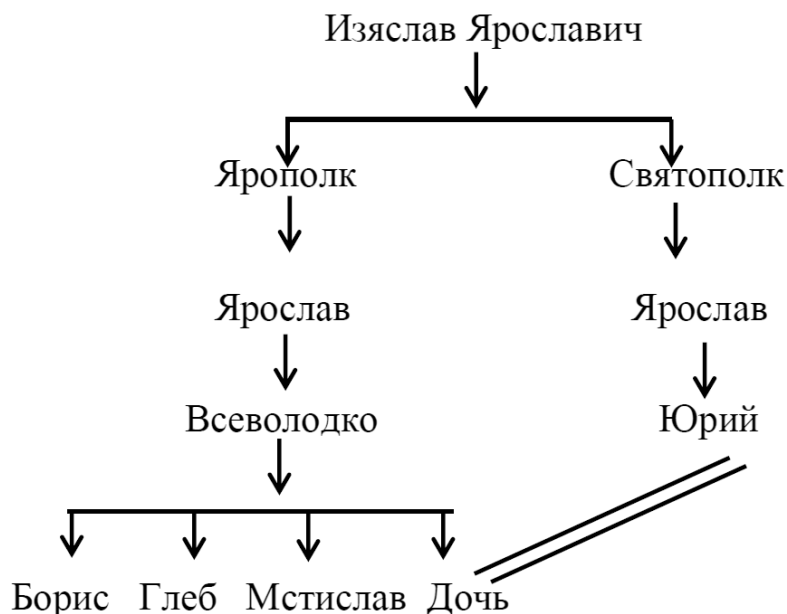 Изяслав Ярославич
Ярополк Святополк
Ярослав Ярослав
Всеволодко Юрий
Борис Глеб Мстислав Дочь